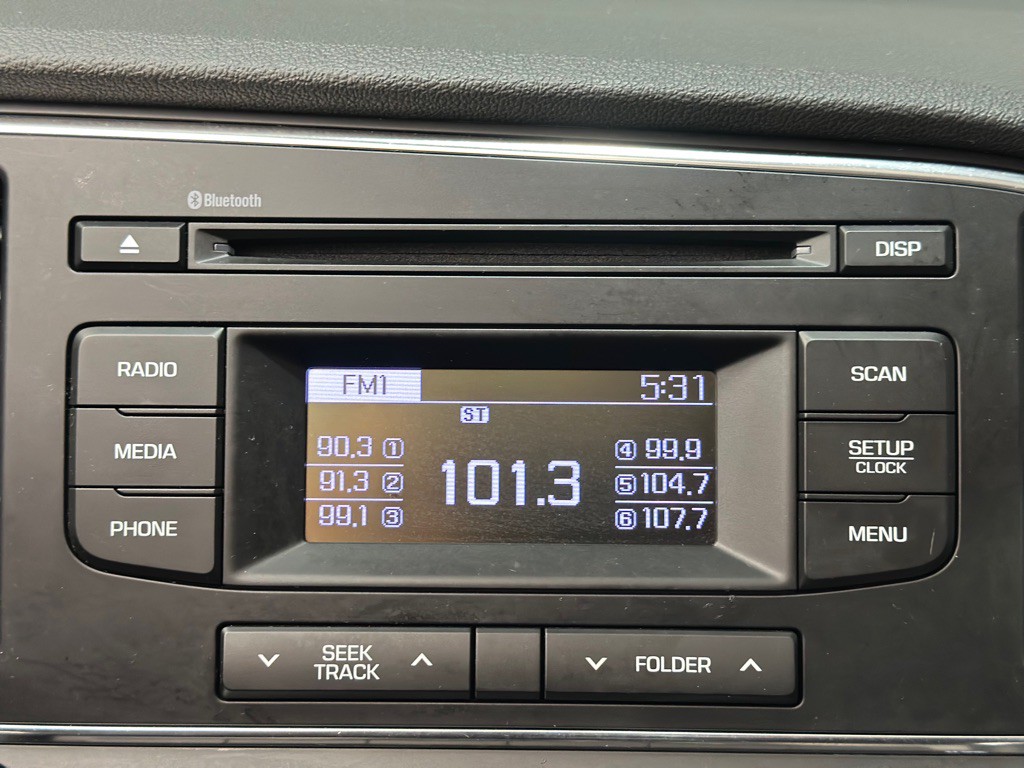 Bluetooth
DISP
RADIO
MEDIA
PHONE
FM1 5:31
ST
90.3 1
91.3 2
99.1 3
101.3
4 99.9
5 104.7
6 107.7
SCAN
SETUP
CLOCK
MENU
SEEK
TRACK
FOLDER